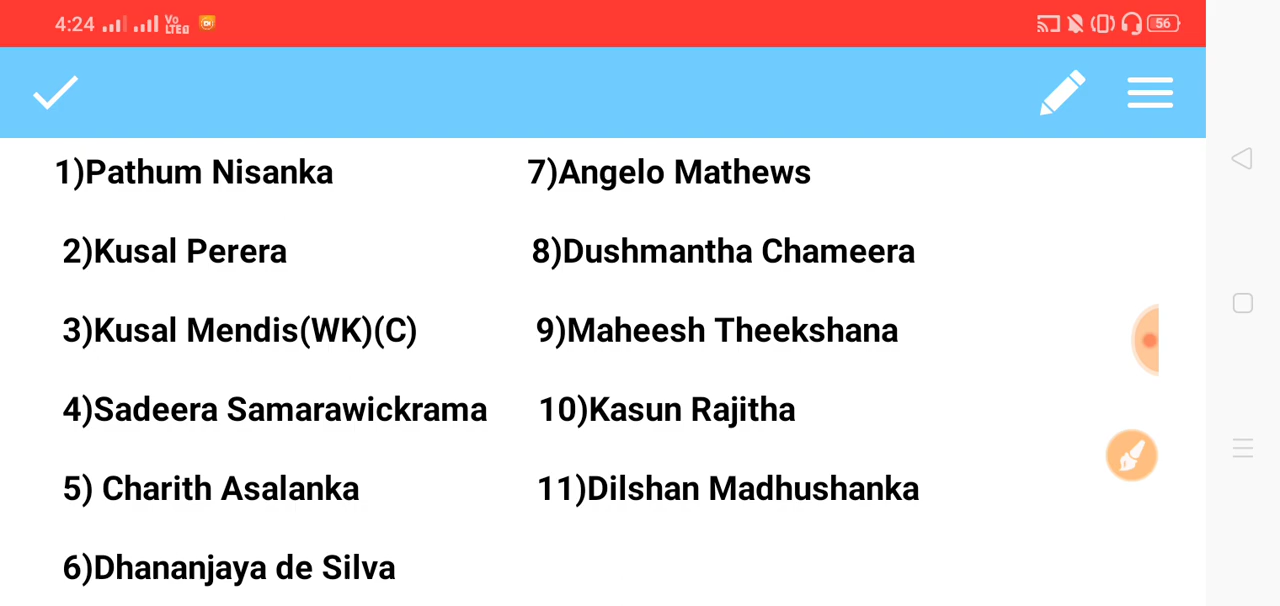 4:24 Vo LTE 56
1)Pathum Nisanka
2)Kusal Perera
3)Kusal Mendis(WK)(C)
4)Sadeera Samarawickrama
5) Charith Asalanka
6)Dhananjaya de Silva
7)Angelo Mathews
8)Dushmantha Chameera
9)Maheesh Theekshana
10)Kasun Rajitha
11)Dilshan Madhushanka